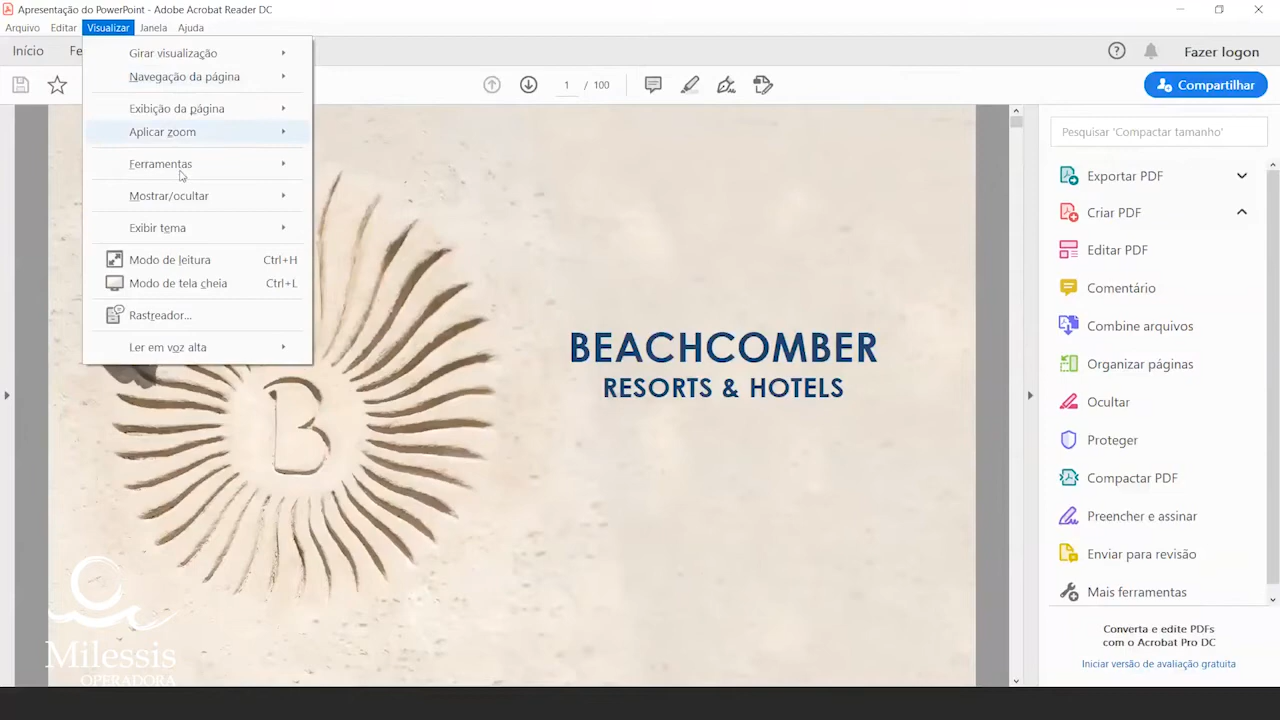 Apresentação do PowerPoint - Adobe Acrobat Reader DC
Arquivo Editar Visualizar Janela Ajuda
Início Fe
Fazer logon
1 / 100
Compartilhar
Girar visualização
Navegação da página
Exibição da página
Aplicar zoom
Ferramentas
Mostrar/ocultar
Exibir tema
Modo de leitura Ctrl+H
Modo de tela cheia Ctrl+L
Rastreador...
Ler em voz alta
BEACHCOMBER
RESORTS & HOTELS
B
Milessis
OPERADORA
Pesquisar 'Compactar tamanho'
Exportar PDF
Criar PDF
Editar PDF
Comentário
Combine arquivos
Organizar páginas
Ocultar
Proteger
Compactar PDF
Preencher e assinar
Enviar para revisão
Mais ferramentas
Converta e edite PDFs
com o Acrobat Pro DC
Iniciar versão de avaliação gratuita